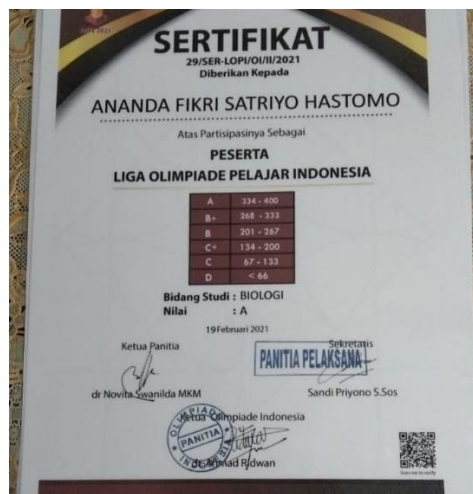 SERTIFIKAT
29/SER-LOPI/OI/II/2021
Diberikan Kepada
ANANDA FIKRI SATRIYO HASTOMO
Atas Partisipasinya Sebagai
PESERTA
LIGA OLIMPIADE PELAJAR INDONESIA
A 334 - 400
B+ 268 - 333
B 201 - 267
C+ 134 - 200
C 67 - 133
D < 66
Bidang Studi : BIOLOGI
Nilai : A
19 Februari 2021
Ketua Panitia Sekretaris
PANITIA PELAKSANA
dr Novita Swanilda MKM Sandi Priyono S.Sos
Ketua Olimpiade Indonesia
OLIMPIADE
PANITIA
INDONESIA
Ahmad Ridwan